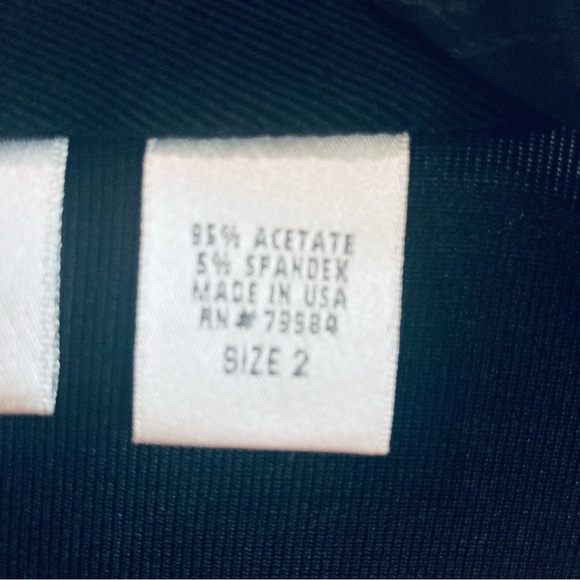 95% ACETATE
5% SPANDEX
MADE IN USA
RN # 79984
SIZE 2